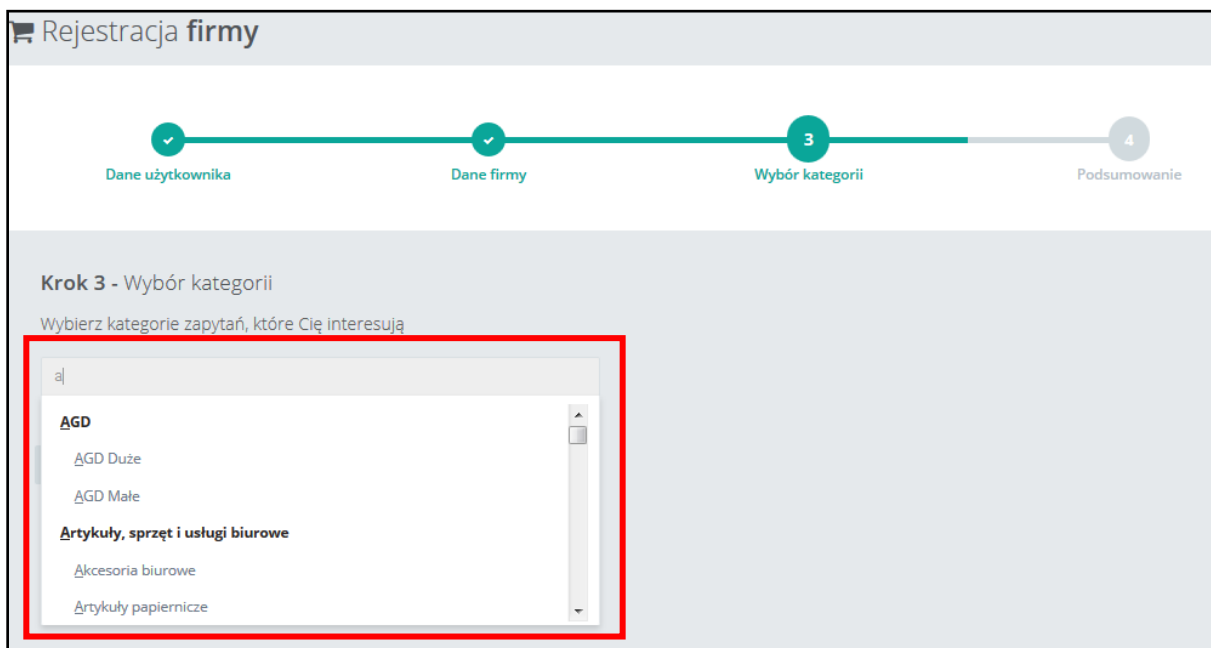 Rejestracja firmy
3
4
Dane użytkownika
Dane firmy
Wybór kategorii
Podsumowanie
Krok 3 - Wybór kategorii
Wybierz kategorie zapytań, które Cię interesują
a
AGD
AGD Duże
AGD Małe
Artykuły, sprzęt i usługi biurowe
Akcesoria biurowe
Artykuły papiernicze